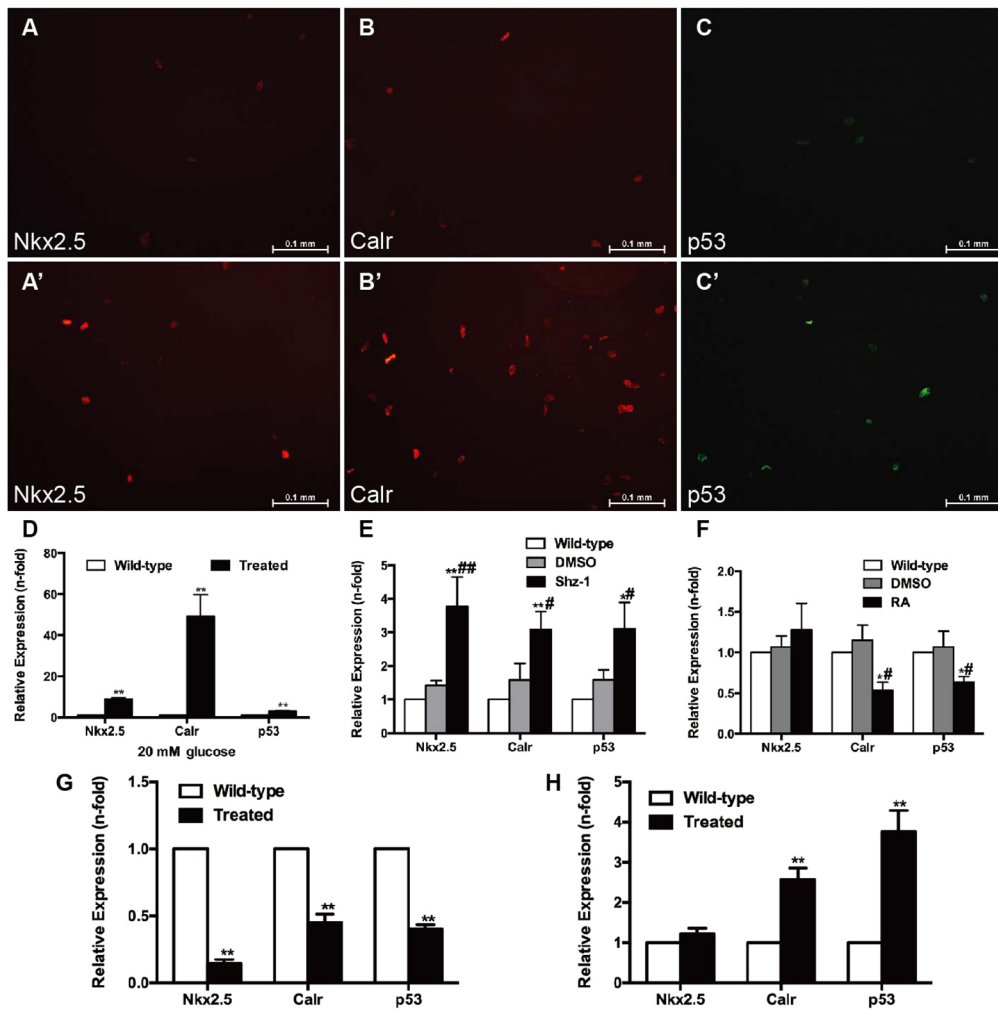 A
Nkx2.5
0.1 mm
B
Calr
0.1 mm
C
p53
0.1 mm
A’
Nkx2.5
0.1 mm
B’
Calr
0.1 mm
C’
p53
0.1 mm
D
Relative Expression (n-fold)
80
60
40
20
0
Wild-type
Treated
**
**
**
Nkx2.5
Calr
p53
20 mM glucose
E
Relative Expression (n-fold)
5
4
3
2
1
0
Wild-type
DMSO
Shz-1
**##
**#
*#
Nkx2.5
Calr
p53
F
Relative Expression (n-fold)
2.0
1.5
1.0
0.5
0.0
Wild-type
DMSO
RA
*#
*#
Nkx2.5
Calr
p53
G
Relative Expression (n-fold)
1.5
1.0
0.5
0.0
Wild-type
Treated
**
**
**
Nkx2.5
Calr
p53
H
Relative Expression (n-fold)
5
4
3
2
1
0
Wild-type
Treated
**
**
Nkx2.5
Calr
p53